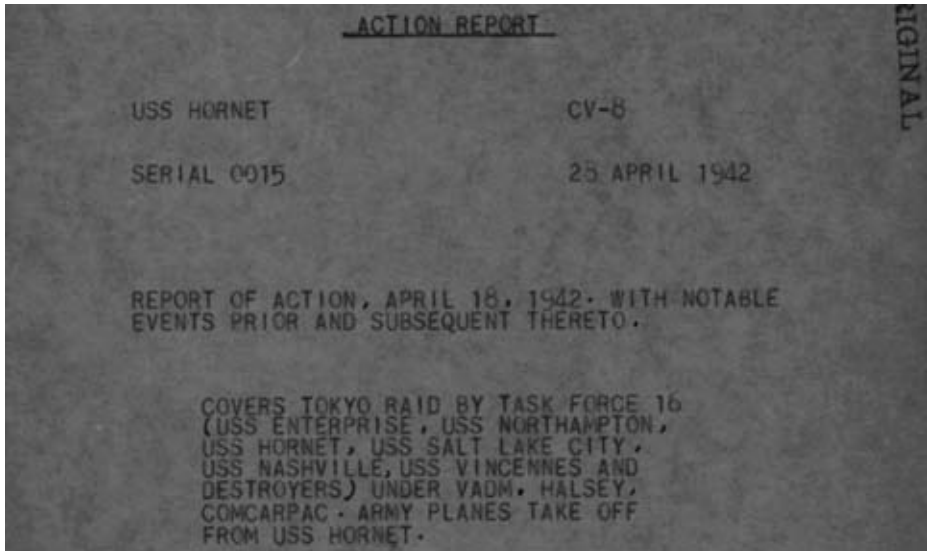 ACTION REPORT
RIGINAL
USS HORNET CV-8
SERIAL 0015 28 APRIL 1942
REPORT OF ACTION, APRIL 18, 1942. WITH NOTABLE
EVENTS PRIOR AND SUBSEQUENT THERETO.
COVERS TOKYO RAID BY TASK FORCE 16
(USS ENTERPRISE, USS NORTHAMPTON,
USS HORNET, USS SALT LAKE CITY,
USS NASHVILLE, USS VINCENNES AND
DESTROYERS) UNDER VADM. HALSEY,
COMCARPAC. ARMY PLANES TAKE OFF
FROM USS HORNET.